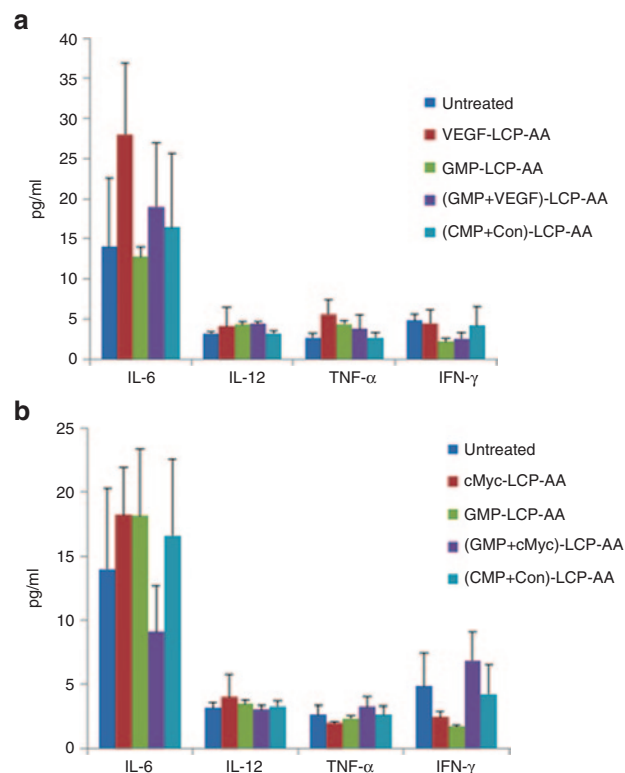 a
40
35
30
25
20
15
10
5
0
pg/ml
Untreated
VEGF-LCP-AA
GMP-LCP-AA
(GMP+VEGF)-LCP-AA
(CMP+Con)-LCP-AA
IL-6 IL-12 TNF-α IFN-γ
b
25
20
15
10
5
0
pg/ml
Untreated
cMyc-LCP-AA
GMP-LCP-AA
(GMP+cMyc)-LCP-AA
(CMP+Con)-LCP-AA
IL-6 IL-12 TNF-α IFN-γ